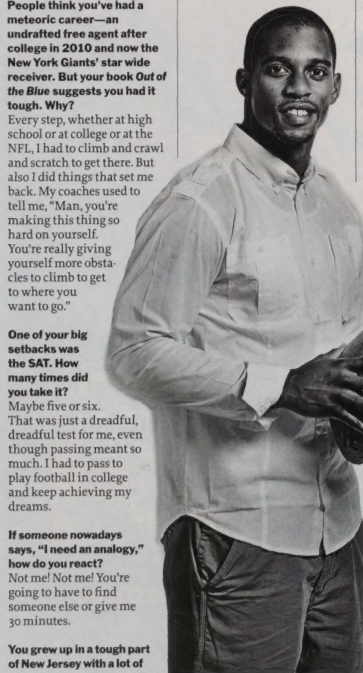 People think you've had a
meteoric career—an
undrafted free agent after
college in 2010 and now the
New York Giants' star wide
receiver. But your book Out of
the Blue suggests you had it
tough. Why?
Every step, whether at high
school or at college or at the
NFL, I had to climb and crawl
and scratch to get there. But
also I did things that set me
back. My coaches used to
tell me, "Man, you're
making this thing so
hard on yourself.
You're really giving
yourself more obsta-
cles to climb to get
to where you
want to go."
One of your big
setbacks was
the SAT. How
many times did
you take it?
Maybe five or six.
That was just a dreadful,
dreadful test for me, even
though passing meant so
much. I had to pass to
play football in college
and keep achieving my
dreams.
If someone nowadays
says, "I need an analogy,"
how do you react?
Not me! Not me! You're
going to have to find
someone else or give me
30 minutes.
You grew up in a tough part
of New Jersey with a lot of